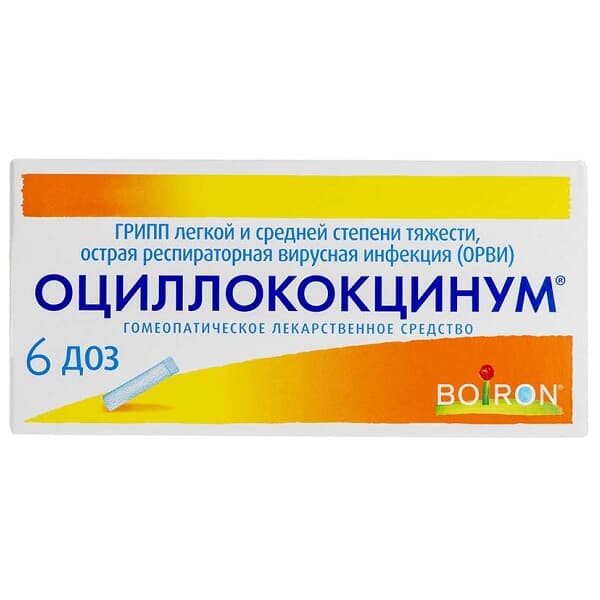 ГРИПП легкой и средней степени тяжести,
острая респираторная вирусная инфекция (ОРВИ)
ОЦИЛЛОКОКЦИНУМ®
ГОМЕОПАТИЧЕСКОЕ ЛЕКАРСТВЕННОЕ СРЕДСТВО
6 ДОЗ
BOIRON®